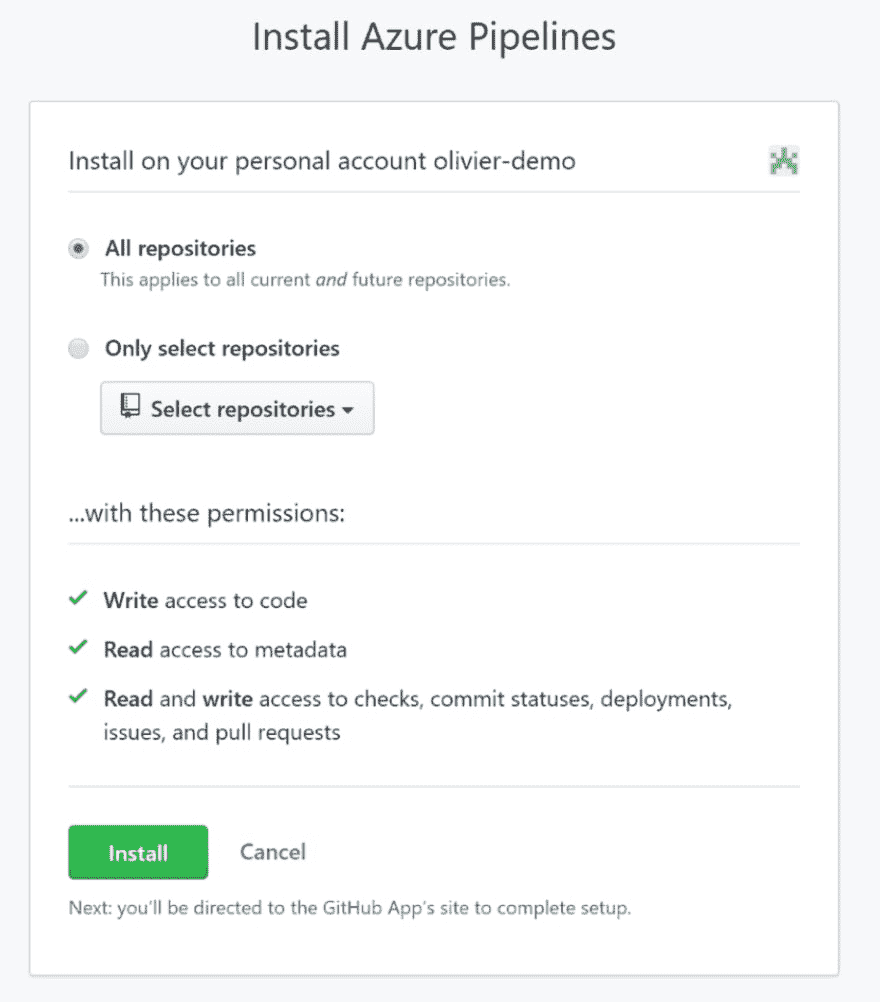 Install Azure Pipelines
Install on your personal account olivier-demo
All repositories
This applies to all current and future repositories.
Only select repositories
Select repositories
...with these permissions:
Write access to code
Read access to metadata
Read and write access to checks, commit statuses, deployments,
issues, and pull requests
Install Cancel
Next: you'll be directed to the GitHub App's site to complete setup.